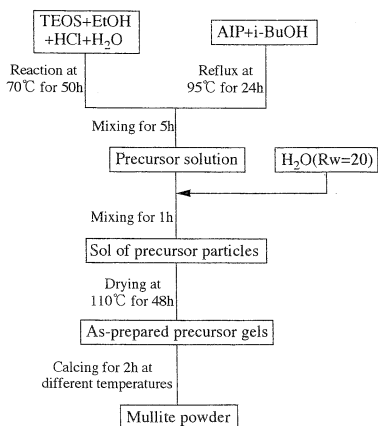 TEOS+EtOH
+HCl+H₂O
AIP+i-BuOH
Reaction at
70℃ for 50h
Reflux at
95℃ for 24h
Mixing for 5h
Precursor solution
H₂O(Rw=20)
Mixing for 1h
Sol of precursor particles
Drying at
110℃ for 48h
As-prepared precursor gels
Calcing for 2h at
different temperatures
Mullite powder